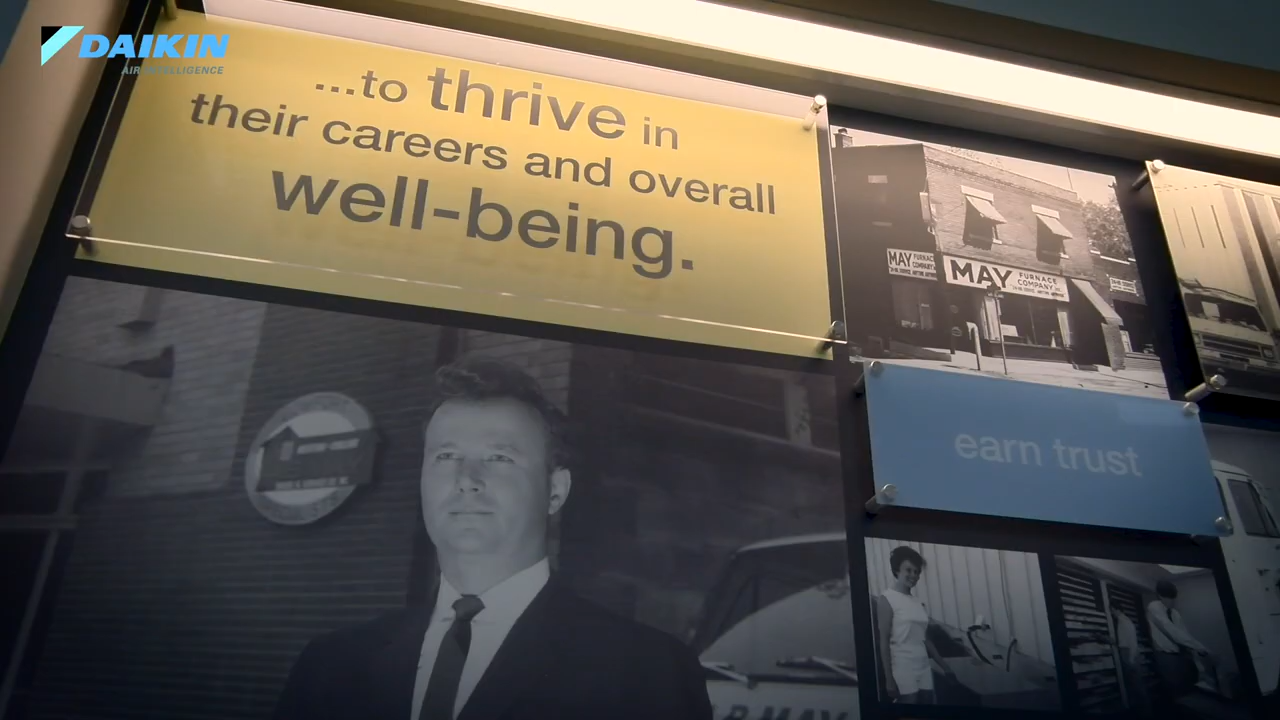 DAIKIN
AIR INTELLIGENCE
...to thrive in
their careers and overall
well-being.
MAY FURNACE
COMPANY
MAY FURNACE
COMPANY
earn trust
MAY